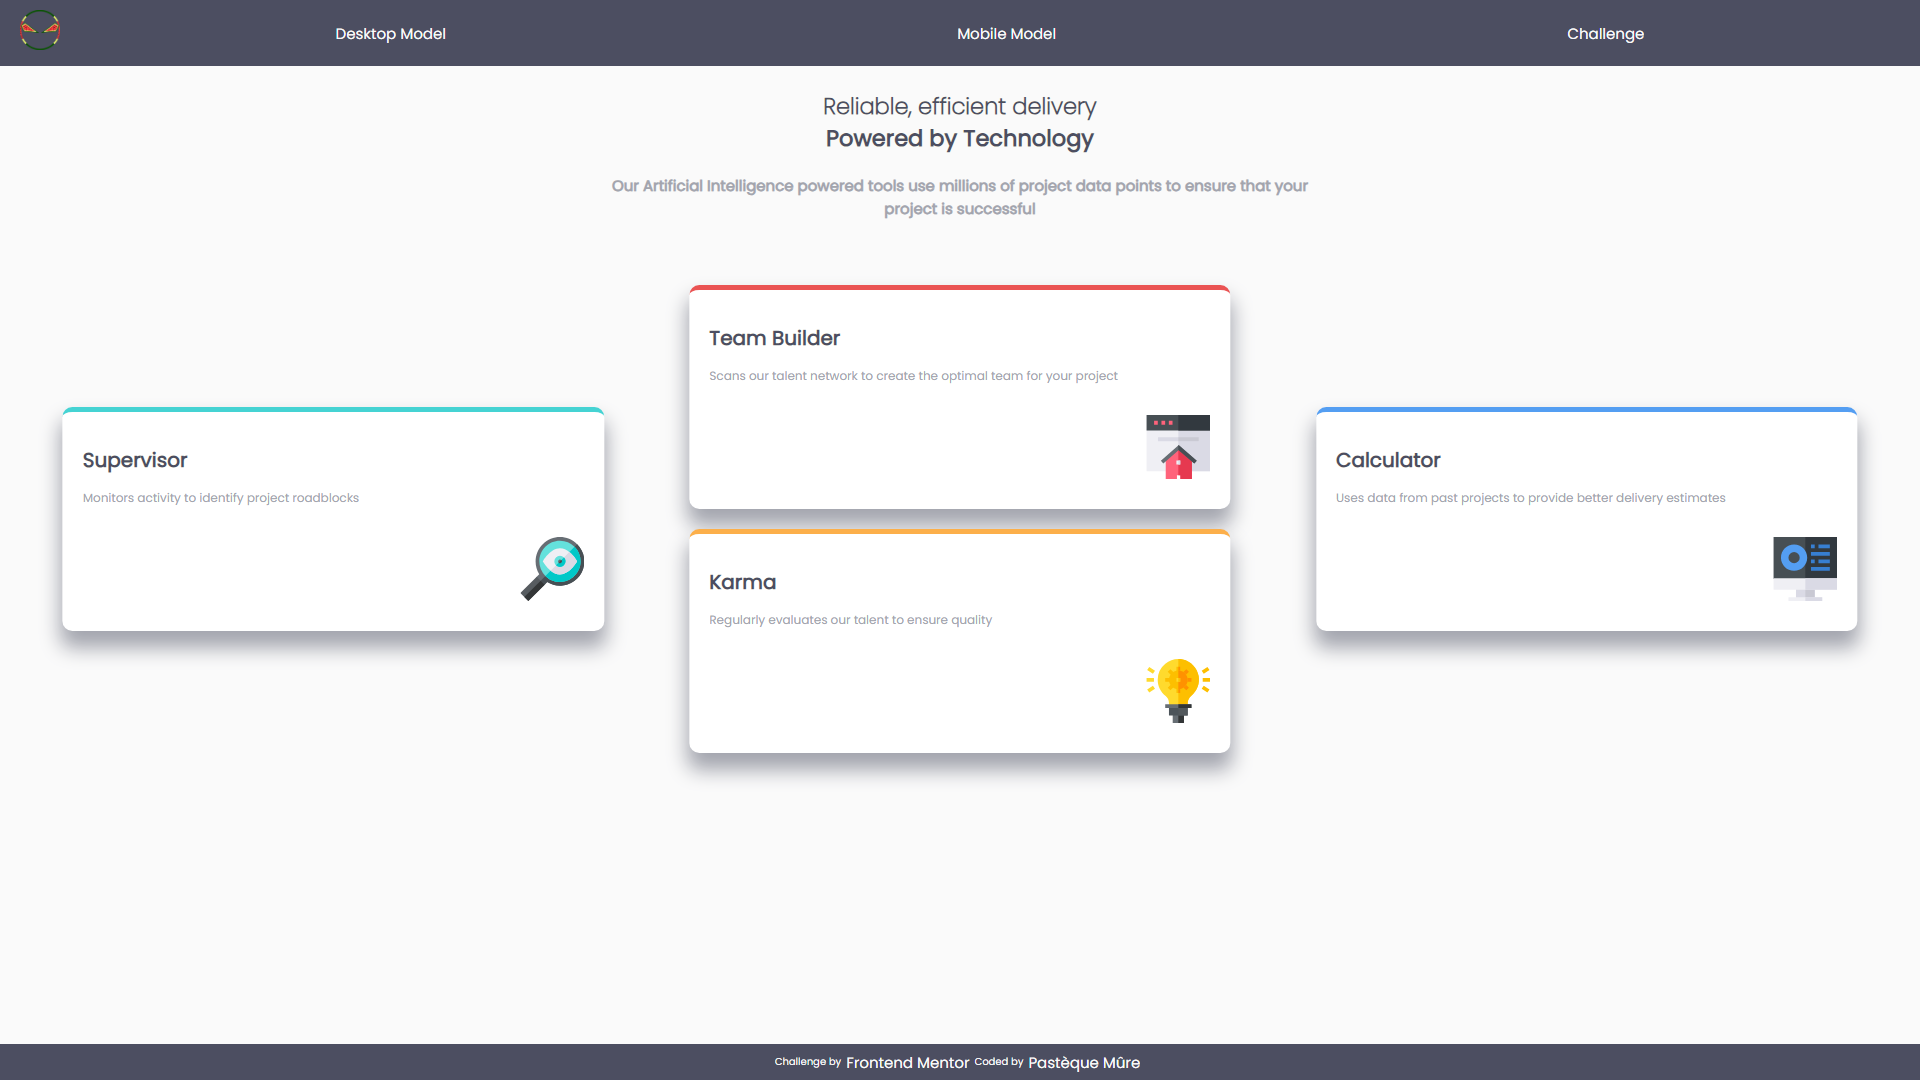 Desktop Model
Mobile Model
Challenge
Reliable, efficient delivery
Powered by Technology
Our Artificial Intelligence powered tools use millions of project data points to ensure that your
project is successful
Supervisor
Monitors activity to identify project roadblocks
Team Builder
Scans our talent network to create the optimal team for your project
Karma
Regularly evaluates our talent to ensure quality
Calculator
Uses data from past projects to provide better delivery estimates
Challenge by Frontend Mentor Coded by Pastèque Mûre